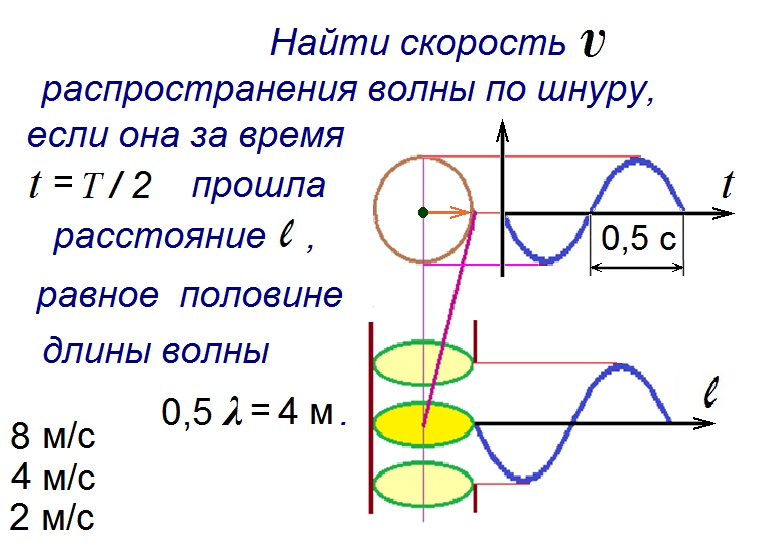 Найти скорость v
распространения волны по шнуру,
если она за время
t = T / 2 прошла
расстояние ℓ ,
равное половине
длины волны
0,5 λ = 4 м.
8 м/с
4 м/с
2 м/с
t
0,5 с
ℓ